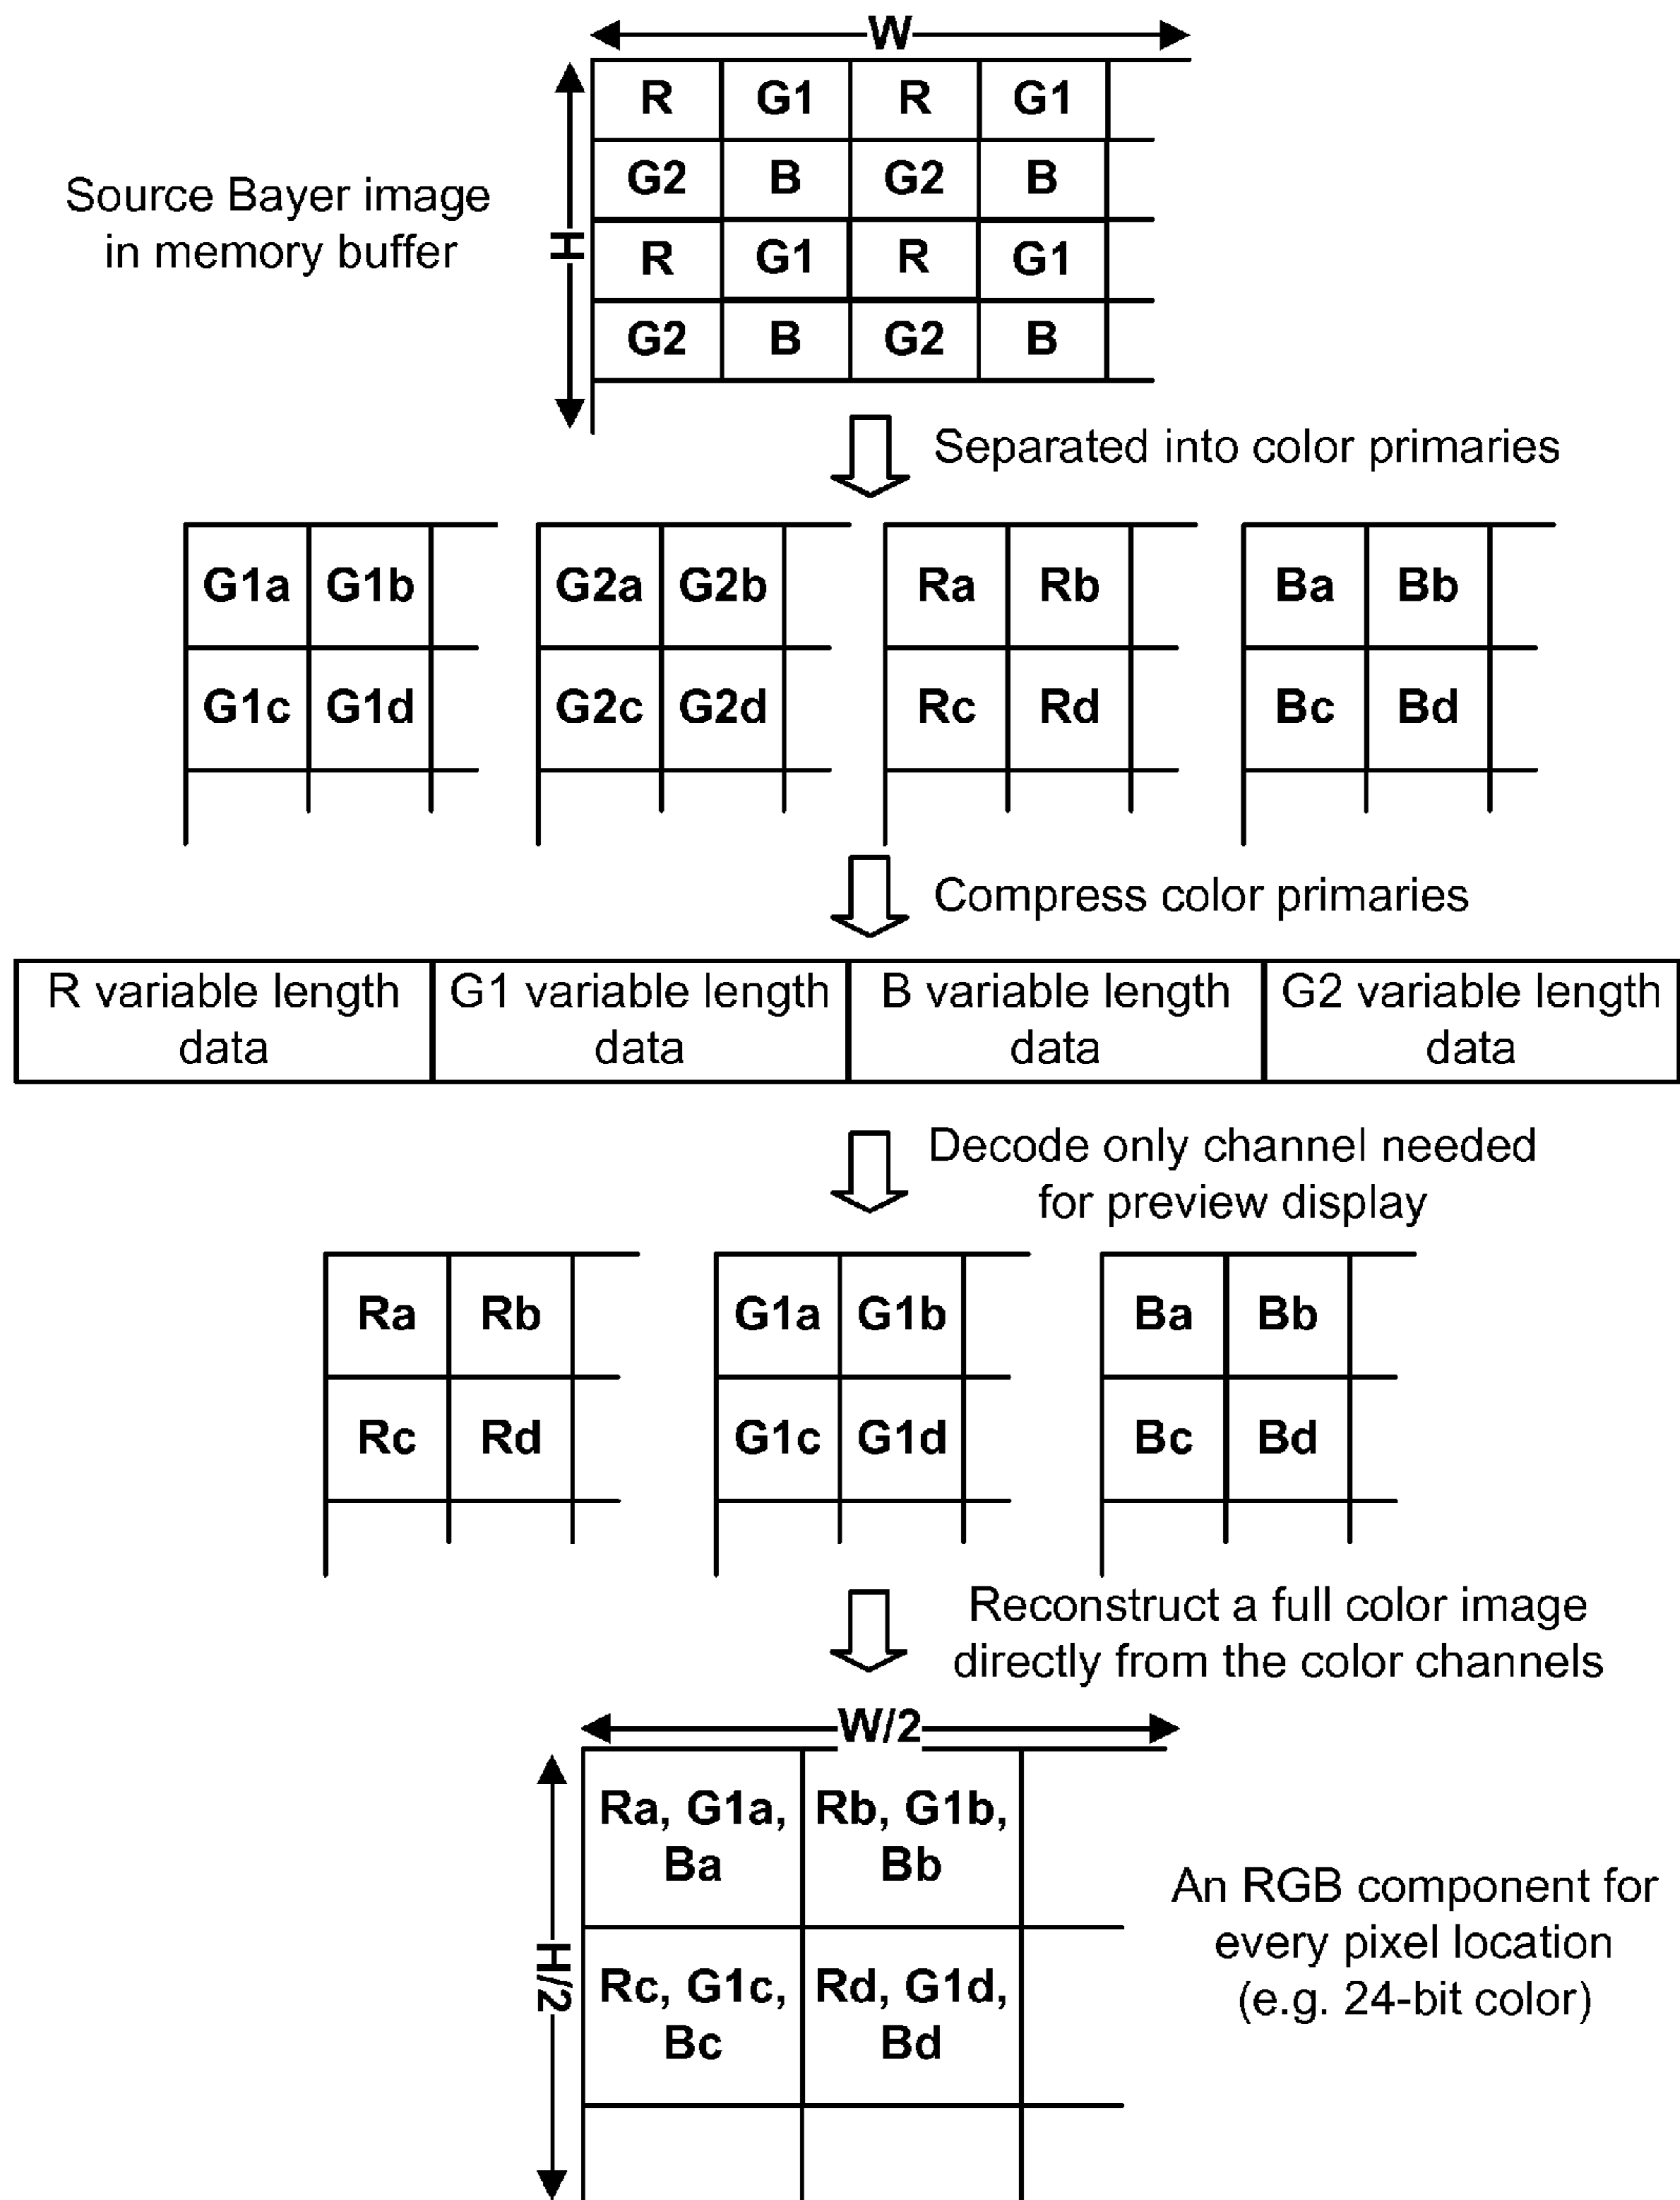 W
R G1 R G1
G2 B G2 B
R G1 R G1
G2 B G2 B
H
Source Bayer image
in memory buffer
Separated into color primaries
G1a G1b
G1c G1d
G2a G2b
G2c G2d
Ra Rb
Rc Rd
Ba Bb
Bc Bd
Compress color primaries
R variable length
data
G1 variable length
data
B variable length
data
G2 variable length
data
Decode only channel needed
for preview display
Ra Rb
Rc Rd
G1a G1b
G1c G1d
Ba Bb
Bc Bd
Reconstruct a full color image
directly from the color channels
W/2
H/2
Ra, G1a,
Ba
Rb, G1b,
Bb
Rc, G1c,
Bc
Rd, G1d,
Bd
An RGB component for
every pixel location
(e.g. 24-bit color)